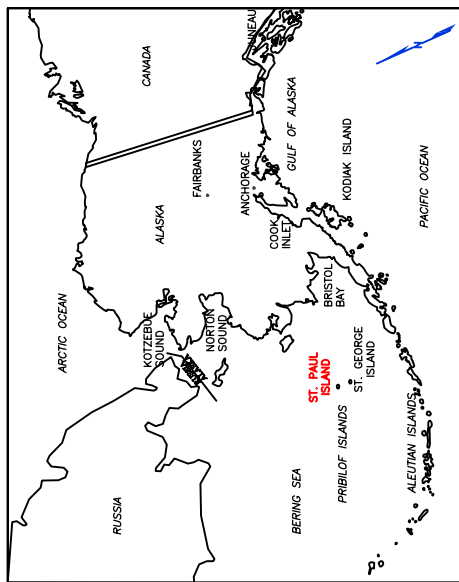 ARCTIC OCEAN
RUSSIA
CANADA
KOTZEBUE
SOUND
ALASKA
FAIRBANKS
NORTON
SOUND
ANCHORAGE
JUNEAU
COOK
INLET
GULF OF ALASKA
BERING SEA
ST. PAUL
ISLAND
BRISTOL
BAY
PRIBILOF ISLANDS
KODIAK ISLAND
ST. GEORGE
ISLAND
ALEUTIAN ISLANDS
PACIFIC OCEAN